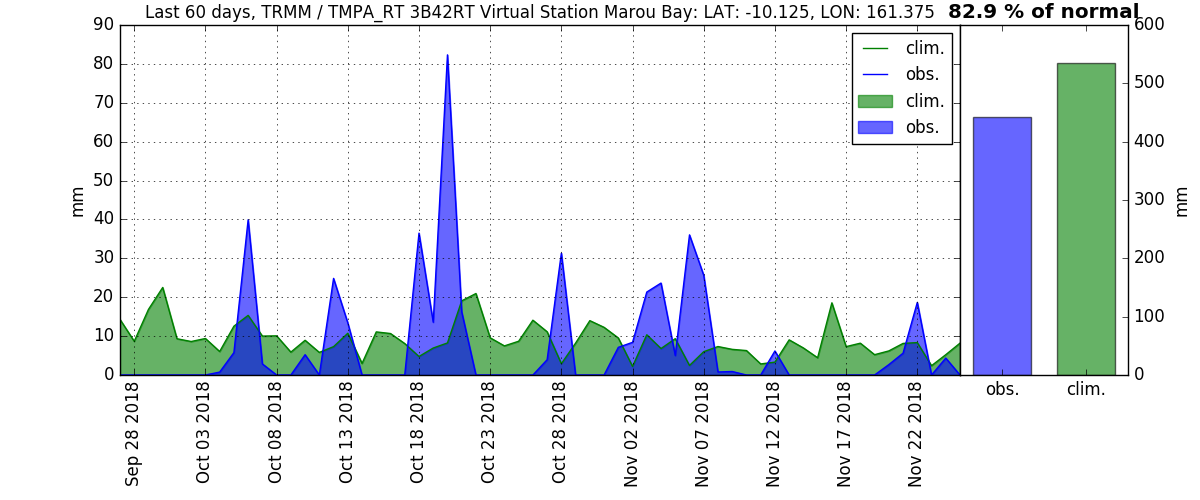 Last 60 days, TRMM / TMPA_RT 3B42RT Virtual Station Marou Bay: LAT: -10.125, LON: 161.375 82.9 % of normal
90
80
70
60
50
40
30
20
10
0
mm
clim.
obs.
clim.
obs.
600
500
400
300
200
100
0
mm
Sep 28 2018
Oct 03 2018
Oct 08 2018
Oct 13 2018
Oct 18 2018
Oct 23 2018
Oct 28 2018
Nov 02 2018
Nov 07 2018
Nov 12 2018
Nov 17 2018
Nov 22 2018
obs.
clim.